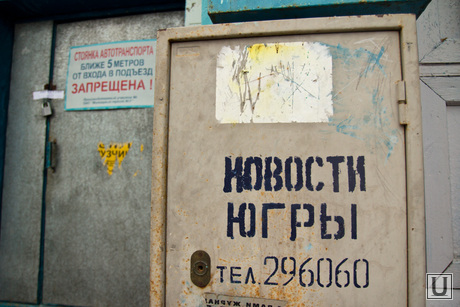 СТОЯНКА АВТОТРАНСПОРТА
БЛИЖЕ 5 МЕТРОВ
ОТ ВХОДА В ПОДЪЕЗД
ЗАПРЕЩЕНА !
НОВОСТИ
ЮГРЫ
ТЕЛ 296060
U